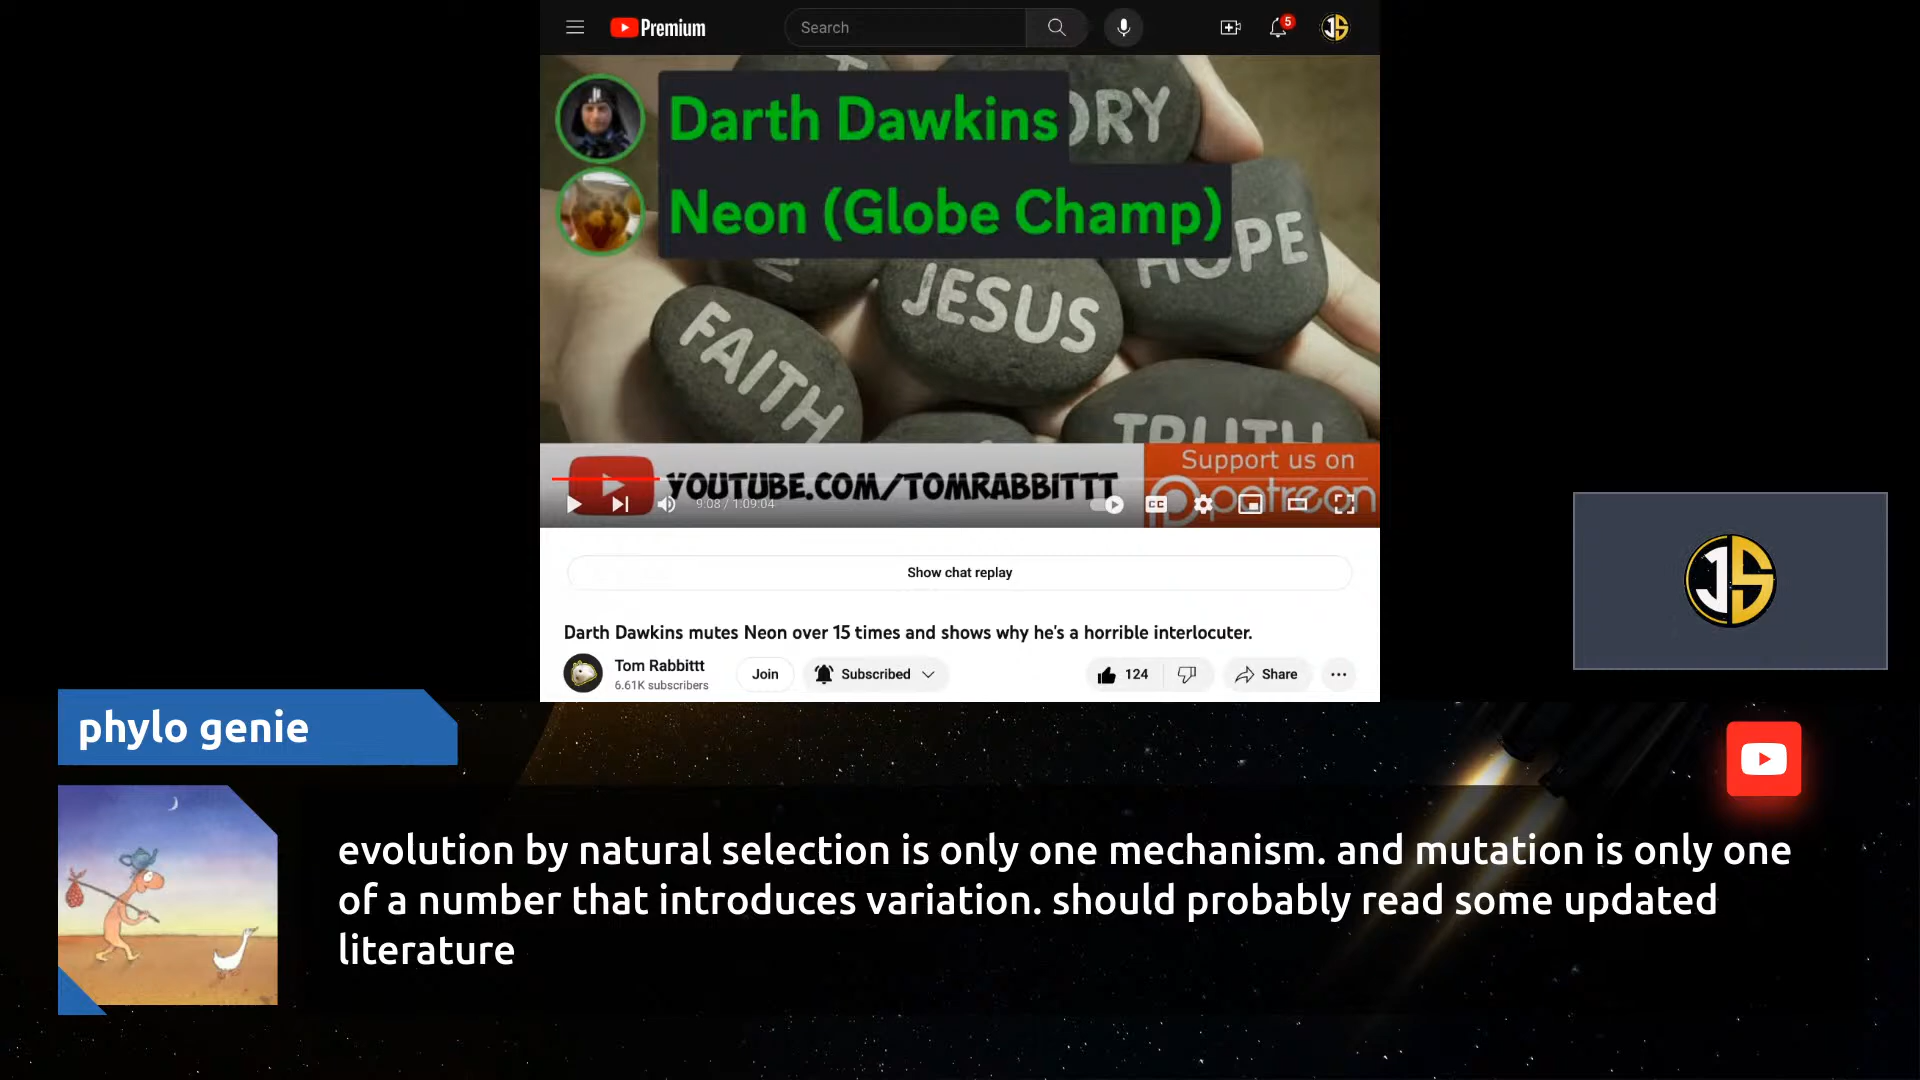 Premium
Search
5
JS
Darth Dawkins
ORY
Neon (Globe Champ)
HOPE
JESUS
FAITH
TRUTH
Support us on
YOUTUBE.COM/TOMRABBITTT
patreon
9:08 / 1:09:04
CC
Show chat replay
Darth Dawkins mutes Neon over 15 times and shows why he's a horrible interlocuter.
Tom Rabbittt
6.61K subscribers
Join
Subscribed
124
Share
JS
phylo genie
evolution by natural selection is only one mechanism. and mutation is only one
of a number that introduces variation. should probably read some updated
literature